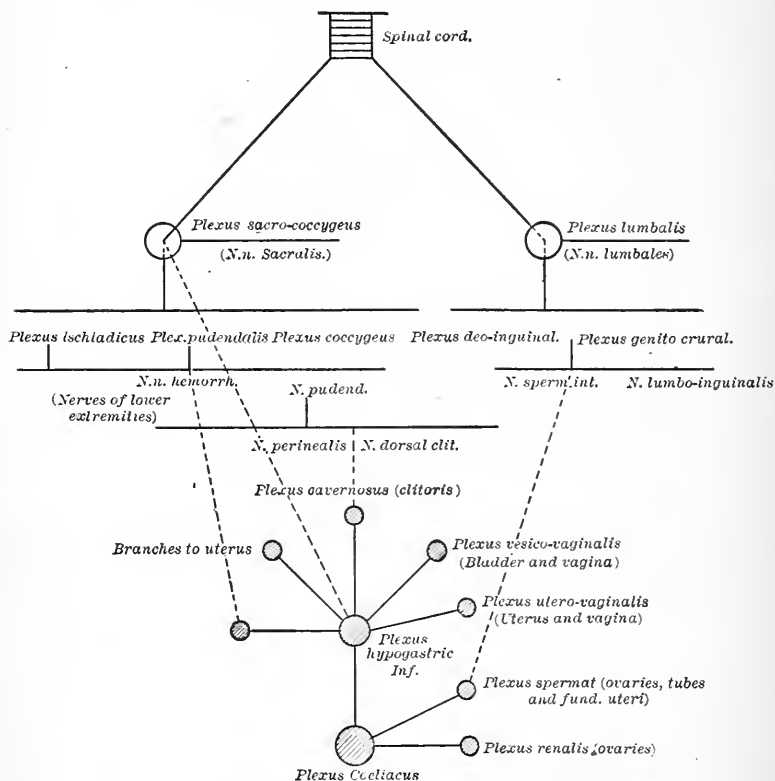 Spinal cord.
Plexus sacro-coccygeus
(N.n. Sacralis.)
Plexus lumbalis
(N.n. lumbales)
Plexus Ischiadicus Plex.pudendalis Plexus coccygeus
Plexus deo-inguinal. Plexus genito crural.
N.n. hemorrh.
(Nerves of lower
extremities)
N. pudend.
N. sperm.int. N. lumbo-inguinalis
N. perinealis N. dorsal clit.
Plexus cavernosus (clitoris)
Branches to uterus
Plexus vesico-vaginalis
(Bladder and vagina)
Plexus utero-vaginalis
(Uterus and vagina)
Plexus
hypogastric
Inf.
Plexus spermat (ovaries, tubes
and fund. uteri)
Plexus renalis (ovaries)
Plexus Coeliacus